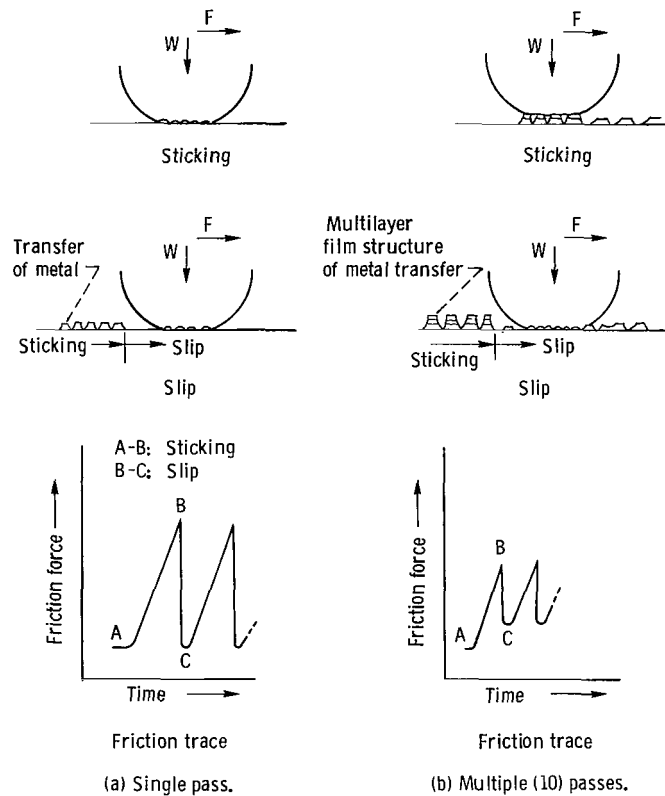 F
W
Sticking
F
W
Sticking
Transfer
of metal
F
W
Sticking
Slip
Slip
Multilayer
film structure
of metal transfer
F
W
Sticking
Slip
Slip
A-B: Sticking
B-C: Slip
Friction force
A
B
C
Time
Friction trace
(a) Single pass.
Friction force
A
B
C
Time
Friction trace
(b) Multiple (10) passes.